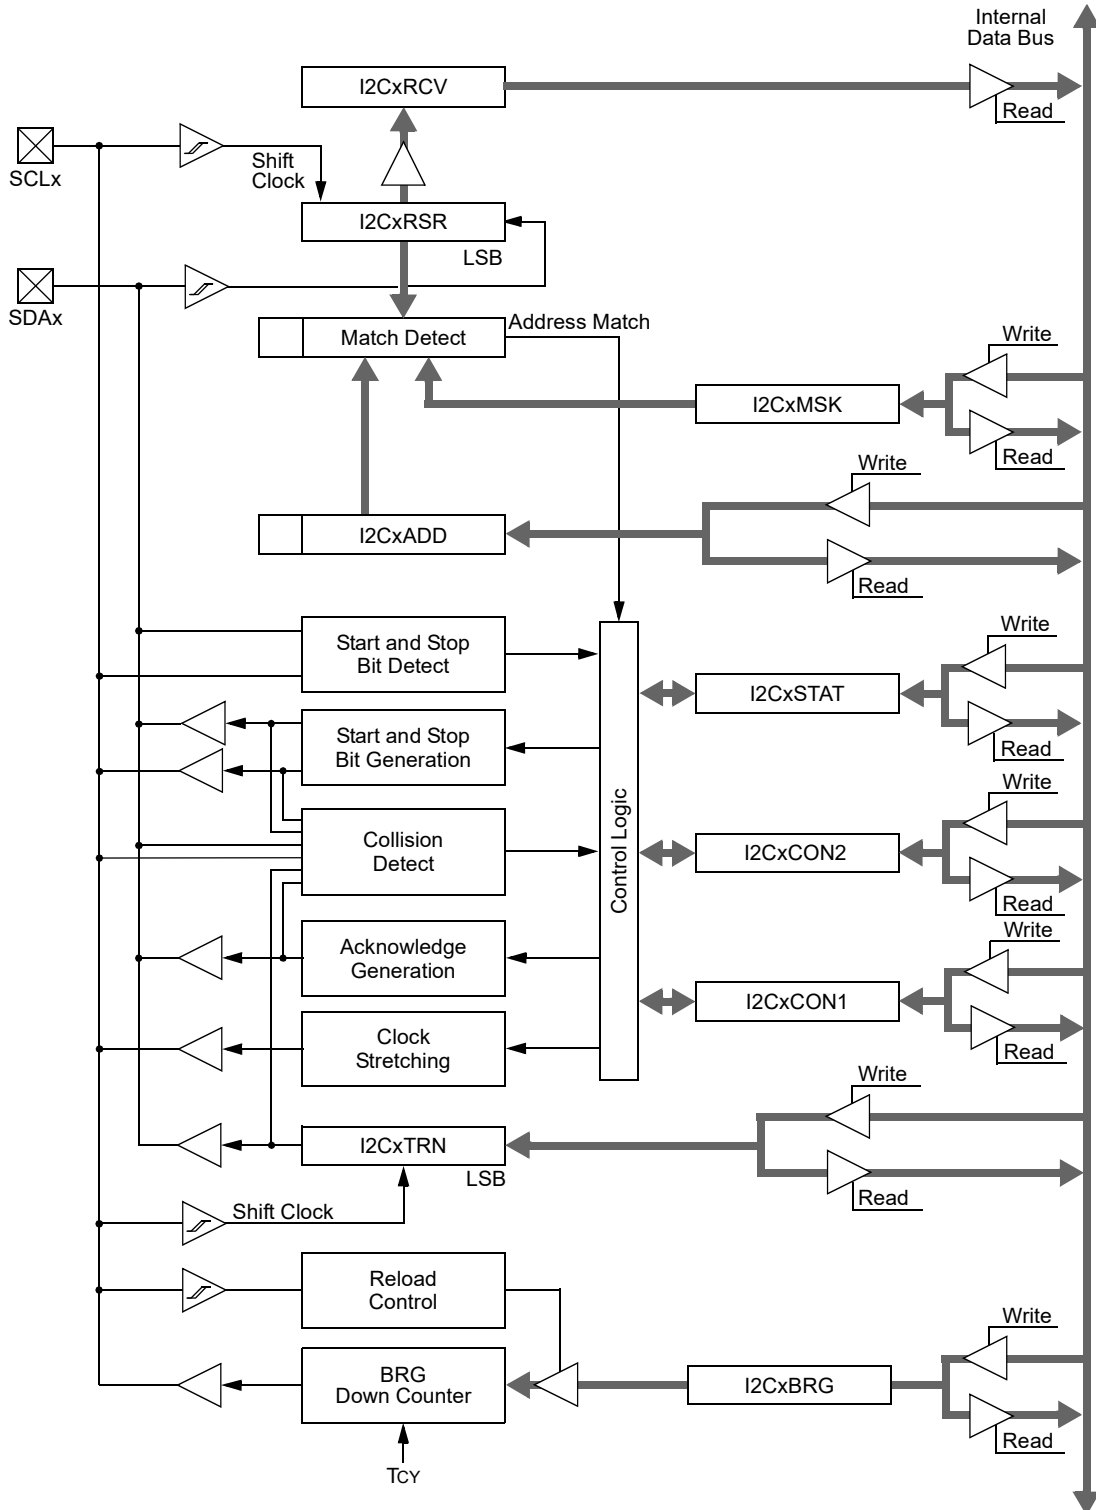 Internal
Data Bus
I2CxRCV
Read
SCLx
Shift
Clock
I2CxRSR
LSB
SDAx
Address Match
Match Detect
Write
I2CxMSK
Read
Write
I2CxADD
Read
Start and Stop
Bit Detect
Write
I2CxSTAT
Read
Start and Stop
Bit Generation
Control Logic
Write
Collision
Detect
I2CxCON2
Read
Write
Acknowledge
Generation
I2CxCON1
Read
Clock
Stretching
Write
I2CxTRN
LSB
Read
Shift Clock
Reload
Control
Write
BRG
Down Counter
I2CxBRG
Read
TCY